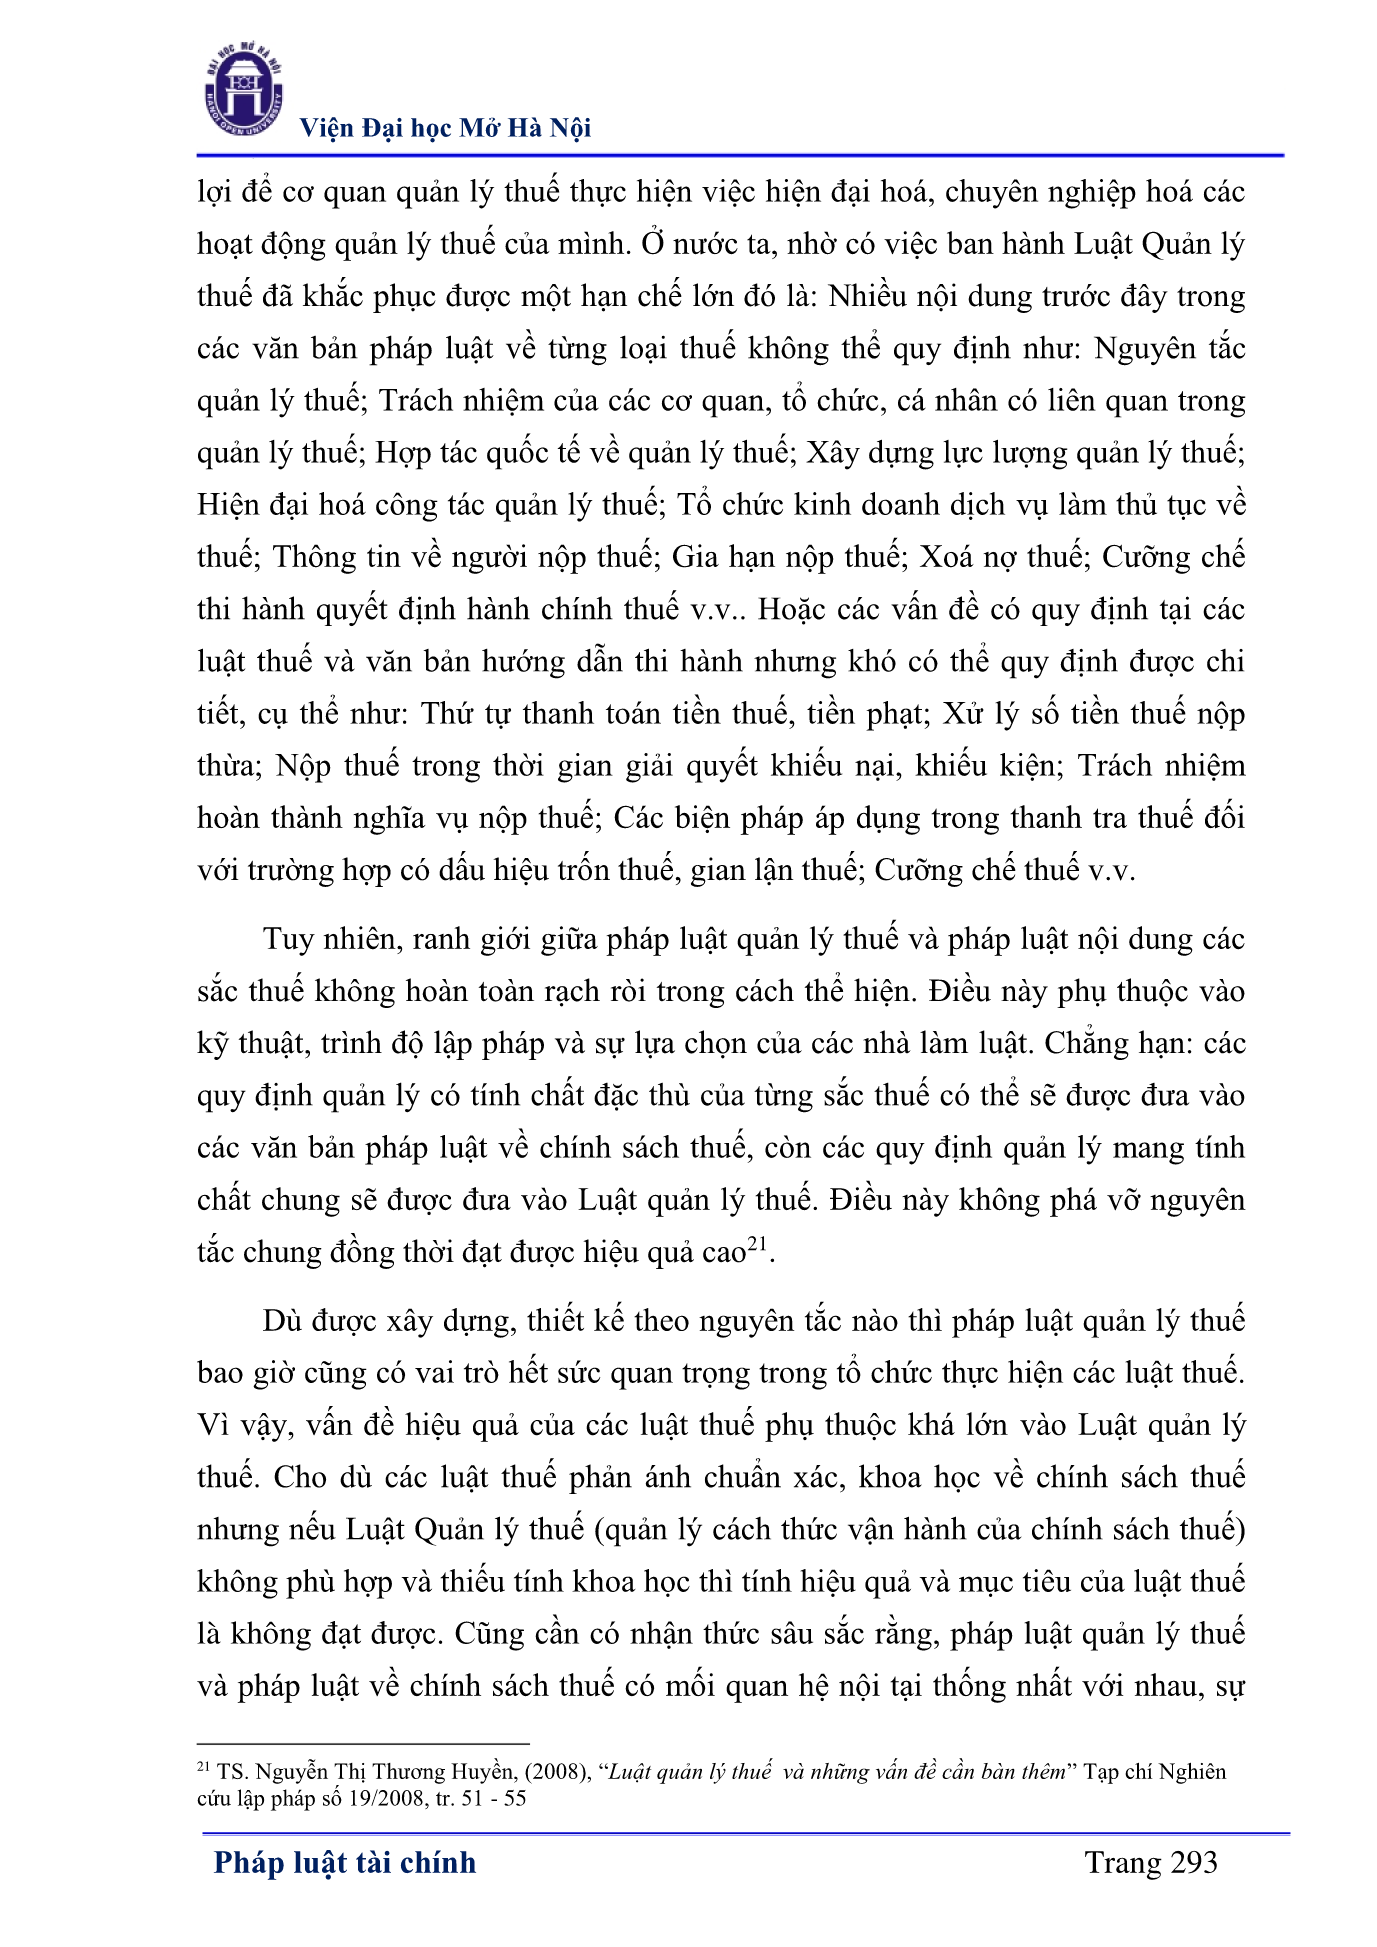 ĐẠI HỌC MỞ HÀ NỘI
HANOI OPEN UNIVERSITY
Viện Đại học Mở Hà Nội
lợi để cơ quan quản lý thuế thực hiện việc hiện đại hoá, chuyên nghiệp hoá các
hoạt động quản lý thuế của mình. Ở nước ta, nhờ có việc ban hành Luật Quản lý
thuế đã khắc phục được một hạn chế lớn đó là: Nhiều nội dung trước đây trong
các văn bản pháp luật về từng loại thuế không thể quy định như: Nguyên tắc
quản lý thuế; Trách nhiệm của các cơ quan, tổ chức, cá nhân có liên quan trong
quản lý thuế; Hợp tác quốc tế về quản lý thuế; Xây dựng lực lượng quản lý thuế;
Hiện đại hoá công tác quản lý thuế; Tổ chức kinh doanh dịch vụ làm thủ tục về
thuế; Thông tin về người nộp thuế; Gia hạn nộp thuế; Xoá nợ thuế; Cưỡng chế
thi hành quyết định hành chính thuế v.v.. Hoặc các vấn đề có quy định tại các
luật thuế và văn bản hướng dẫn thi hành nhưng khó có thể quy định được chi
tiết, cụ thể như: Thứ tự thanh toán tiền thuế, tiền phạt; Xử lý số tiền thuế nộp
thừa; Nộp thuế trong thời gian giải quyết khiếu nại, khiếu kiện; Trách nhiệm
hoàn thành nghĩa vụ nộp thuế; Các biện pháp áp dụng trong thanh tra thuế đối
với trường hợp có dấu hiệu trốn thuế, gian lận thuế; Cưỡng chế thuế v.v.
Tuy nhiên, ranh giới giữa pháp luật quản lý thuế và pháp luật nội dung các
sắc thuế không hoàn toàn rạch ròi trong cách thể hiện. Điều này phụ thuộc vào
kỹ thuật, trình độ lập pháp và sự lựa chọn của các nhà làm luật. Chẳng hạn: các
quy định quản lý có tính chất đặc thù của từng sắc thuế có thể sẽ được đưa vào
các văn bản pháp luật về chính sách thuế, còn các quy định quản lý mang tính
chất chung sẽ được đưa vào Luật quản lý thuế. Điều này không phá vỡ nguyên
tắc chung đồng thời đạt được hiệu quả cao21.
Dù được xây dựng, thiết kế theo nguyên tắc nào thì pháp luật quản lý thuế
bao giờ cũng có vai trò hết sức quan trọng trong tổ chức thực hiện các luật thuế.
Vì vậy, vấn đề hiệu quả của các luật thuế phụ thuộc khá lớn vào Luật quản lý
thuế. Cho dù các luật thuế phản ánh chuẩn xác, khoa học về chính sách thuế
nhưng nếu Luật Quản lý thuế (quản lý cách thức vận hành của chính sách thuế)
không phù hợp và thiếu tính khoa học thì tính hiệu quả và mục tiêu của luật thuế
là không đạt được. Cũng cần có nhận thức sâu sắc rằng, pháp luật quản lý thuế
và pháp luật về chính sách thuế có mối quan hệ nội tại thống nhất với nhau, sự
21 TS. Nguyễn Thị Thương Huyền, (2008), “Luật quản lý thuế và những vấn đề cần bàn thêm” Tạp chí Nghiên
cứu lập pháp số 19/2008, tr. 51 - 55
Pháp luật tài chính Trang 293